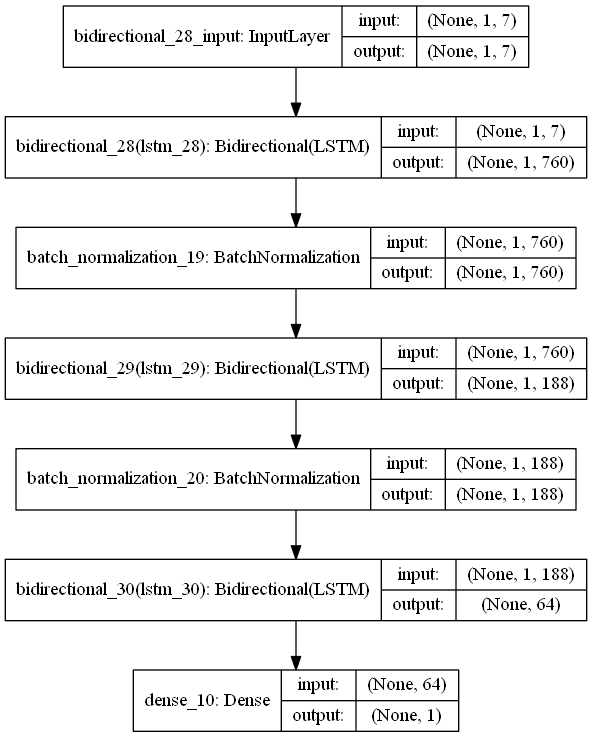 bidirectional_28_input: InputLayer input: (None, 1, 7)
output: (None, 1, 7)
bidirectional_28(lstm_28): Bidirectional(LSTM) input: (None, 1, 7)
output: (None, 1, 760)
batch_normalization_19: BatchNormalization input: (None, 1, 760)
output: (None, 1, 760)
bidirectional_29(lstm_29): Bidirectional(LSTM) input: (None, 1, 760)
output: (None, 1, 188)
batch_normalization_20: BatchNormalization input: (None, 1, 188)
output: (None, 1, 188)
bidirectional_30(lstm_30): Bidirectional(LSTM) input: (None, 1, 188)
output: (None, 64)
dense_10: Dense input: (None, 64)
output: (None, 1)